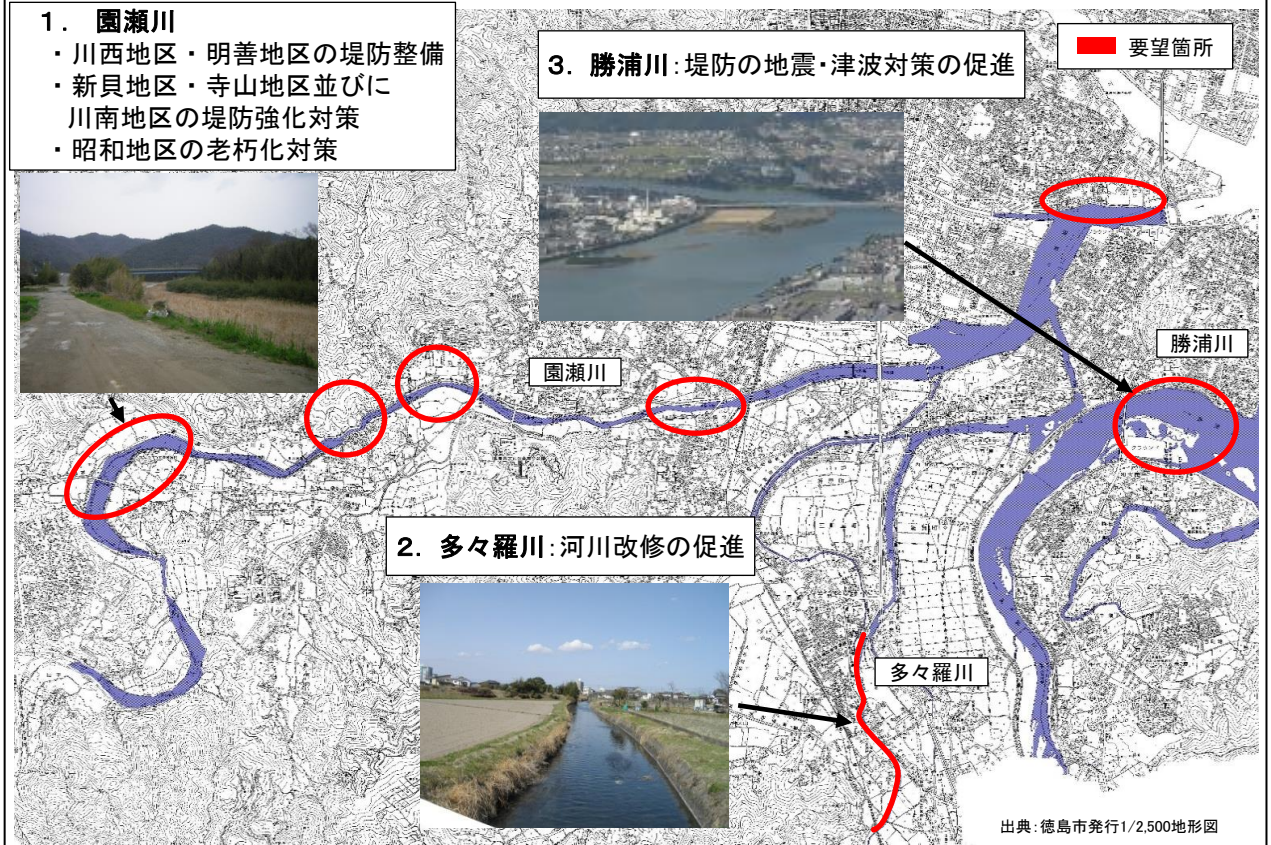 1. 園瀬川
・川西地区・明善地区の堤防整備
・新貝地区・寺山地区並びに
川南地区の堤防強化対策
・昭和地区の老朽化対策
3. 勝浦川:堤防の地震・津波対策の促進
要望箇所
園瀬川
勝浦川
2. 多々羅川:河川改修の促進
多々羅川
出典:徳島市発行1/2,500地形図